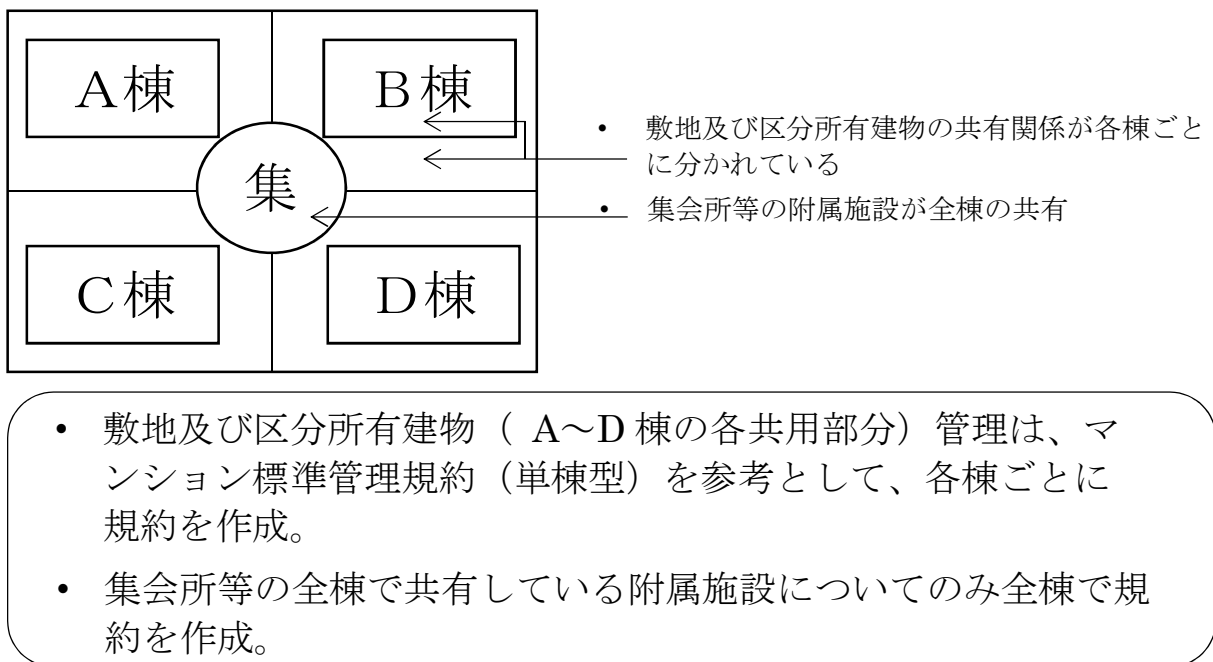 A棟
B棟
集
C棟
D棟
• 敷地及び区分所有建物の共有関係が各棟ごと
に分かれている
• 集会所等の附属施設が全棟の共有
• 敷地及び区分所有建物（ A～D 棟の各共用部分）管理は、マ
ンション標準管理規約（単棟型）を参考として、各棟ごとに
規約を作成。
• 集会所等の全棟で共有している附属施設についてのみ全棟で規
約を作成。